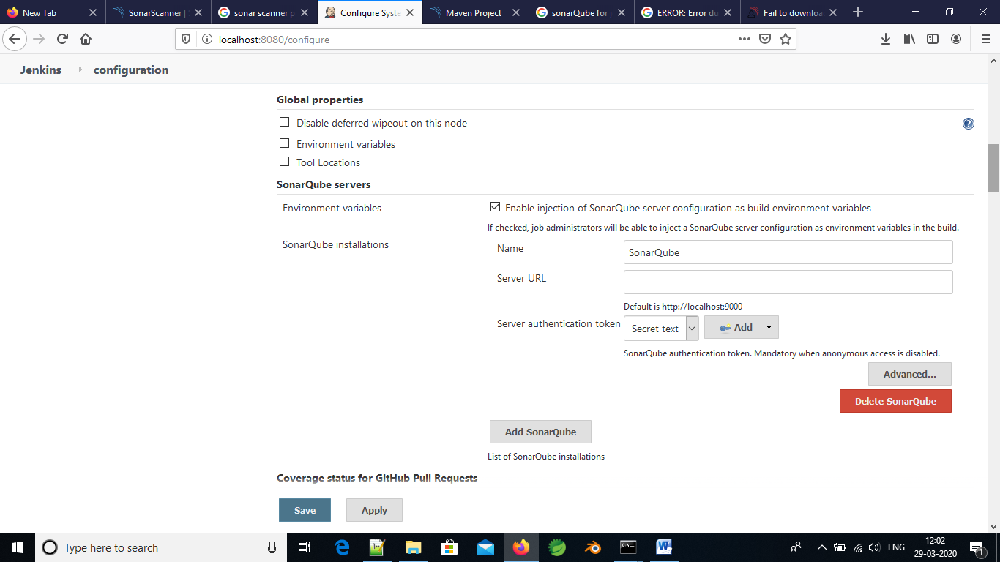 New Tab
SonarScanner |
sonar scanner p
Configure Syste
Maven Project
sonarQube for j
ERROR: Error du
Fail to downloa
localhost:8080/configure
Jenkins
configuration
Global properties
Disable deferred wipeout on this node
Environment variables
Tool Locations
SonarQube servers
Environment variables
Enable injection of SonarQube server configuration as build environment variables
If checked, job administrators will be able to inject a SonarQube server configuration as environment variables in the build.
SonarQube installations
Name
SonarQube
Server URL
Default is http://localhost:9000
Server authentication token
Secret text
Add
SonarQube authentication token. Mandatory when anonymous access is disabled.
Advanced...
Delete SonarQube
Add SonarQube
List of SonarQube installations
Coverage status for GitHub Pull Requests
Save
Apply
Type here to search
ENG
12:02
29-03-2020
1